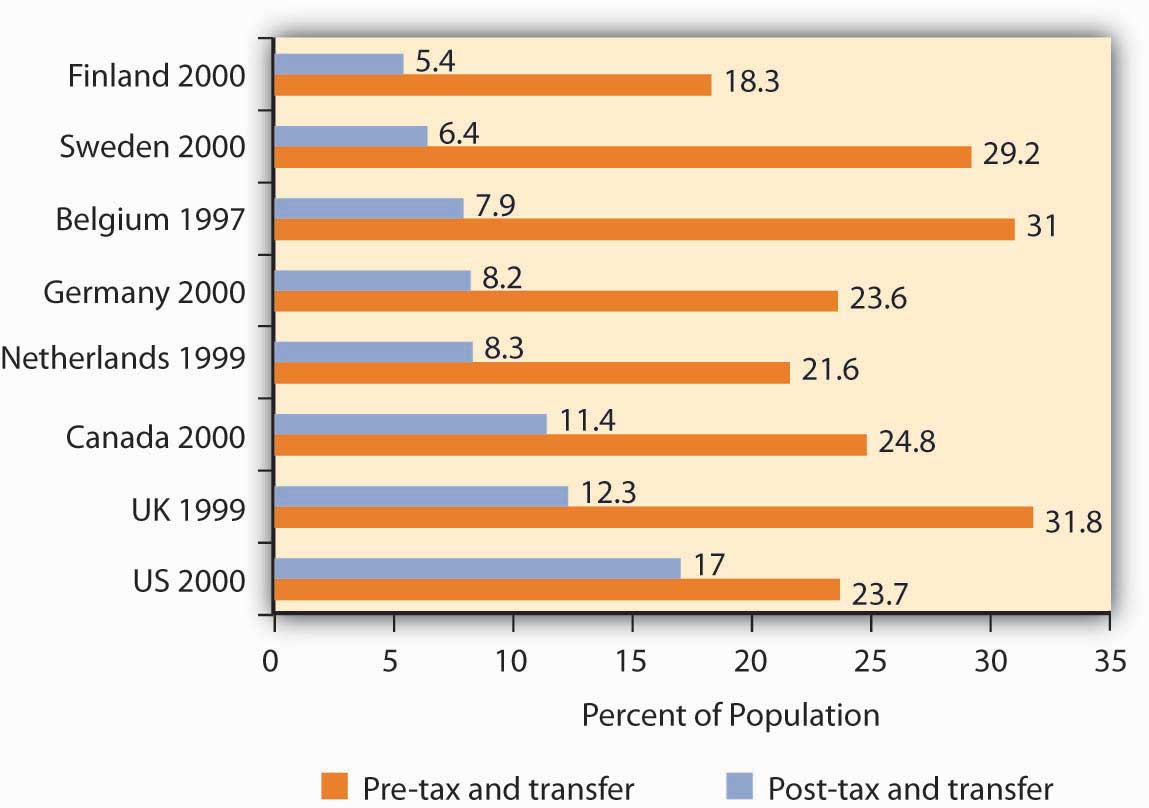 Finland 2000
5.4
18.3
Sweden 2000
6.4
29.2
Belgium 1997
7.9
31
Germany 2000
8.2
23.6
Netherlands 1999
8.3
21.6
Canada 2000
11.4
24.8
UK 1999
12.3
31.8
US 2000
17
23.7
0 5 10 15 20 25 30 35
Percent of Population
Pre-tax and transfer Post-tax and transfer